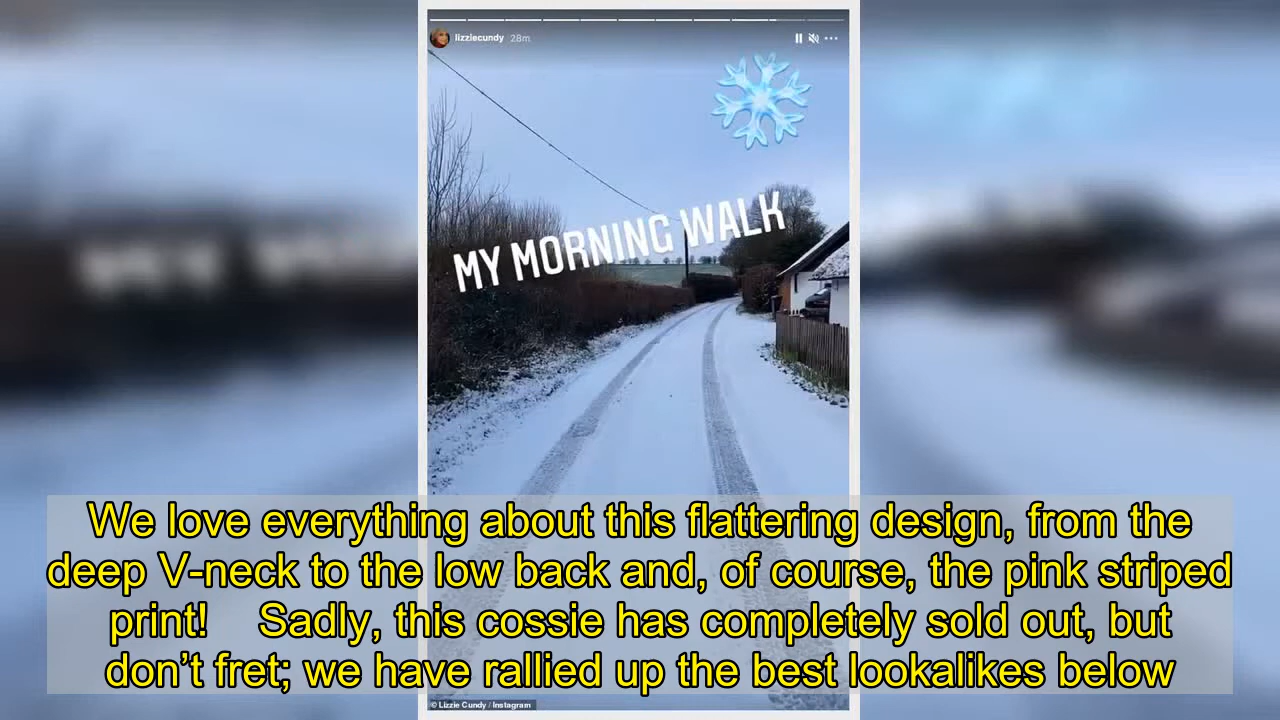 lizziecundy 28m
MY MORNING WALK
We love everything about this flattering design, from the
deep V-neck to the low back and, of course, the pink striped
print! Sadly, this cossie has completely sold out, but
don’t fret; we have rallied up the best lookalikes below
© Lizzie Cundy / Instagram